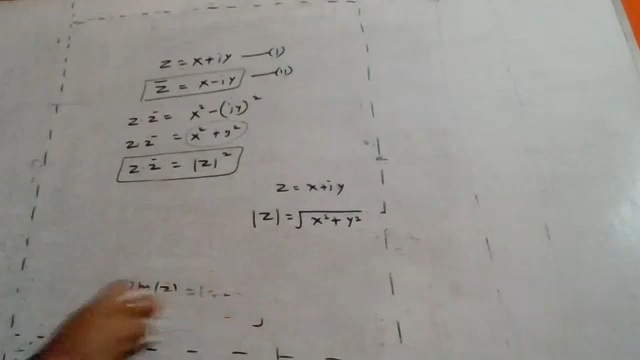 z = x+iy —(i)
z̄ = x-iy —(ii)
z·z̄ = x²-(iy)²
z·z̄ = x²+y²
z·z̄ = |z|²
z = x+iy
|z| = √x²+y²